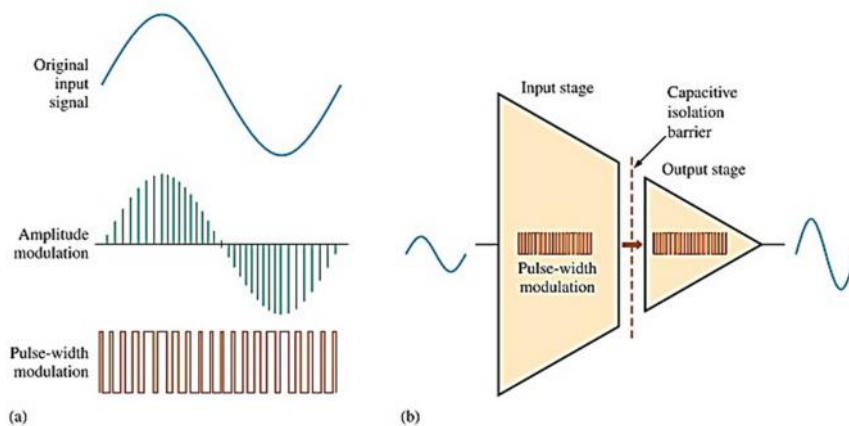 Original
input
signal
Amplitude
modulation
Pulse-width
modulation
(a)
Input stage
Capacitive
isolation
barrier
Output stage
Pulse-width
modulation
(b)